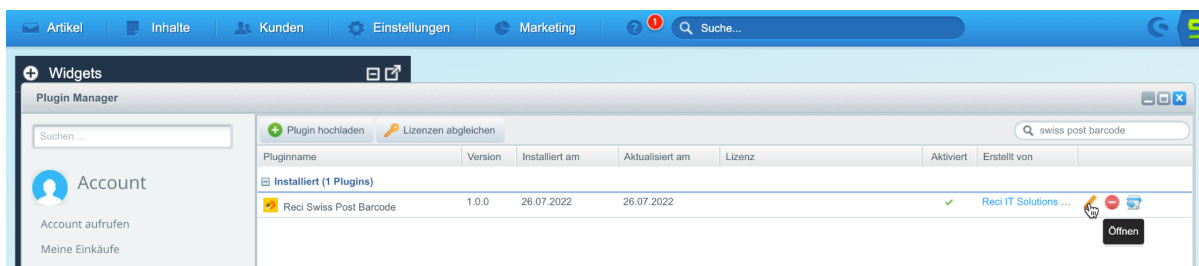 Artikel Inhalte Kunden Einstellungen Marketing 1 Suche...
Widgets
Plugin Manager
Suchen ...
Plugin hochladen Lizenzen abgleichen swiss post barcode
Pluginname Version Installiert am Aktualisiert am Lizenz Aktiviert Erstellt von
Account
Installiert (1 Plugins)
Reci Swiss Post Barcode 1.0.0 26.07.2022 26.07.2022 Reci IT Solutions ...
Account aufrufen
Öffnen
Meine Einkäufe